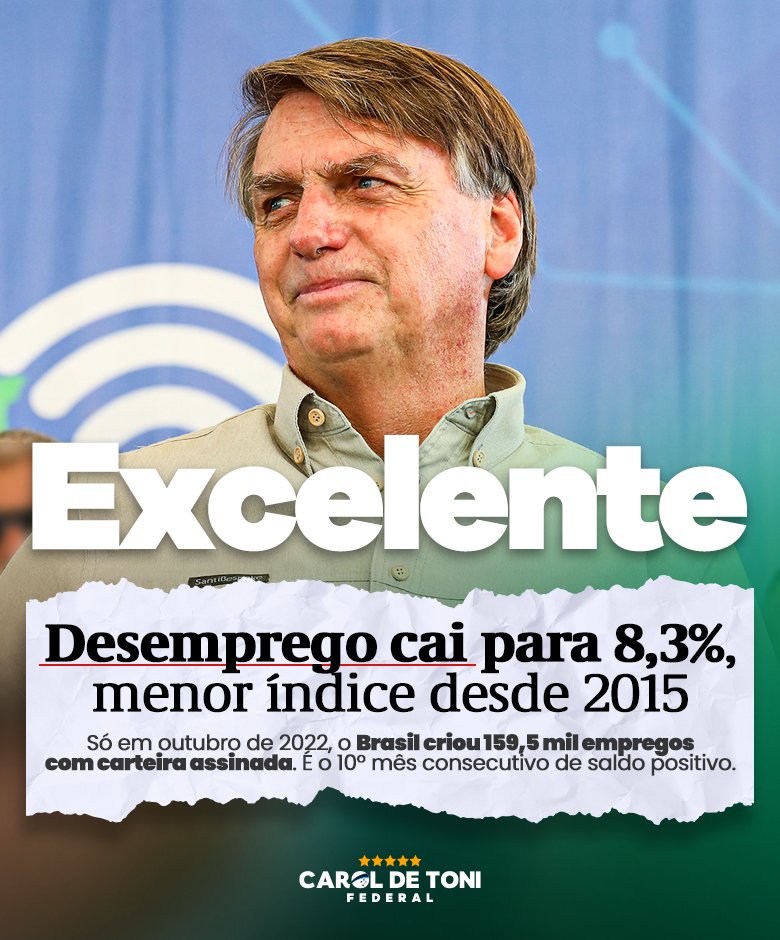 Excelente
SantiDespako
Desemprego cai para 8,3%,
menor índice desde 2015
Só em outubro de 2022, o Brasil criou 159,5 mil empregos
com carteira assinada. É o 10º mês consecutivo de saldo positivo.
CAROL DE TONI
FEDERAL